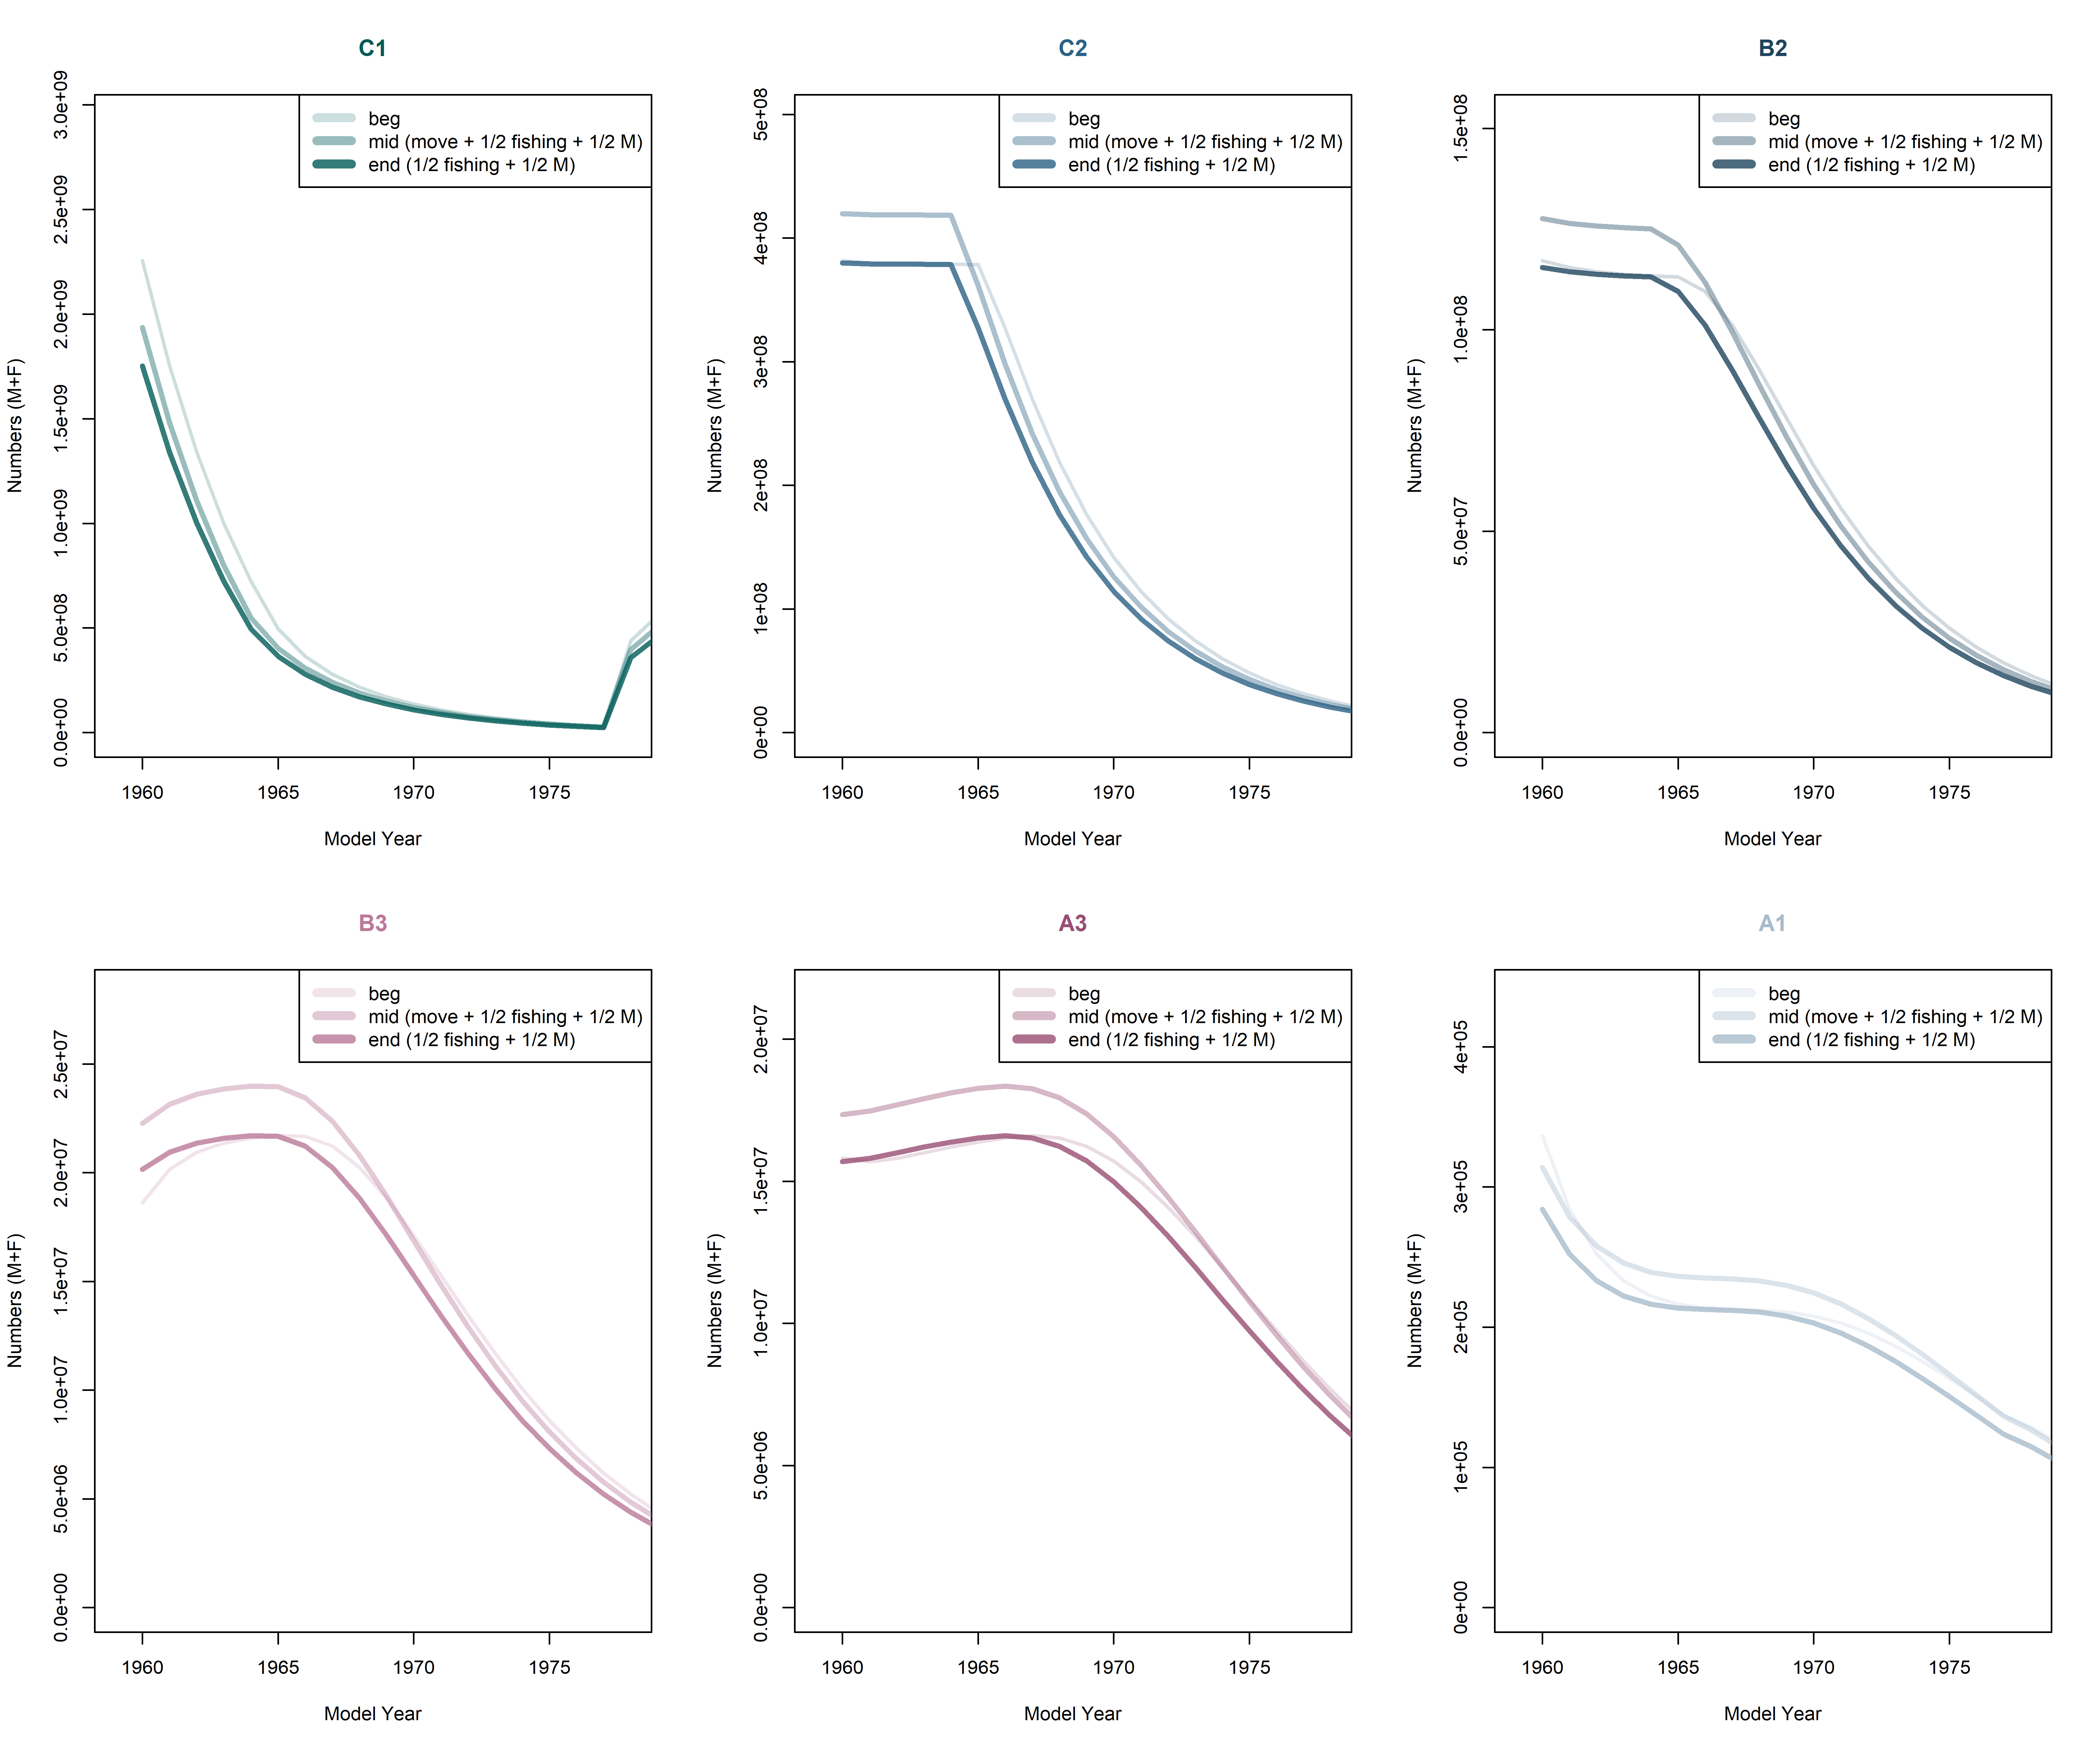 C1
beg
mid (move + 1/2 fishing + 1/2 M)
end (1/2 fishing + 1/2 M)
Numbers (M+F)
0.0e+00
5.0e+08
1.0e+09
1.5e+09
2.0e+09
2.5e+09
3.0e+09
1960
1965
1970
1975
Model Year
C2
beg
mid (move + 1/2 fishing + 1/2 M)
end (1/2 fishing + 1/2 M)
Numbers (M+F)
0e+00
1e+08
2e+08
3e+08
4e+08
5e+08
1960
1965
1970
1975
Model Year
B2
beg
mid (move + 1/2 fishing + 1/2 M)
end (1/2 fishing + 1/2 M)
Numbers (M+F)
0.0e+00
5.0e+07
1.0e+08
1.5e+08
1960
1965
1970
1975
Model Year
B3
beg
mid (move + 1/2 fishing + 1/2 M)
end (1/2 fishing + 1/2 M)
Numbers (M+F)
0.0e+00
5.0e+06
1.0e+07
1.5e+07
2.0e+07
2.5e+07
1960
1965
1970
1975
Model Year
A3
beg
mid (move + 1/2 fishing + 1/2 M)
end (1/2 fishing + 1/2 M)
Numbers (M+F)
0.0e+00
5.0e+06
1.0e+07
1.5e+07
2.0e+07
1960
1965
1970
1975
Model Year
A1
beg
mid (move + 1/2 fishing + 1/2 M)
end (1/2 fishing + 1/2 M)
Numbers (M+F)
0e+00
1e+05
2e+05
3e+05
4e+05
1960
1965
1970
1975
Model Year